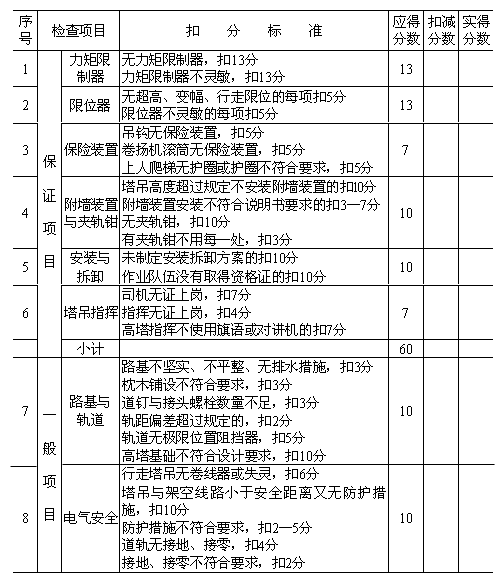 序号 检查项目 扣 分 标 准 应得分数 扣减分数 实得分数
保证项目
1 力矩限制器 无力矩限制器，扣13分 13
力矩限制器不灵敏，扣13分
2 限位器 无超高、变幅、行走限位的每项扣5分 13
限位器不灵敏的每项扣5分
3 保险装置 吊钩无保险装置，扣5分 7
卷扬机滚筒无保险装置，扣5分
上人爬梯无护圈或护圈不符合要求，扣5分
4 附墙装置与夹轨钳 塔吊高度超过规定不安装附墙装置的扣10分 10
附墙装置安装不符合说明书要求的扣3—7分
无夹轨钳，扣10分
有夹轨钳不用每一处，扣3分
5 安装与拆卸 未制定安装拆卸方案的扣10分 10
作业队伍没有取得资格证的扣10分
6 塔吊指挥 司机无证上岗，扣7分 7
指挥无证上岗，扣4分
高塔指挥不使用旗语或对讲机的扣7分
小计 60
一般项目
7 路基与轨道 路基不坚实、不平整、无排水措施，扣3分 10
枕木铺设不符合要求，扣3分
道钉与接头螺栓数量不足，扣3分
轨距偏差超过规定的，扣2分
轨道无极限位置阻挡器，扣5分
高塔基础不符合设计要求，扣10分
8 电气安全 行走塔吊无卷线器或失灵，扣6分 10
塔吊与架空线路小于安全距离又无防护措
施，扣10分
防护措施不符合要求，扣2—5分
道轨无接地、接零，扣4分
接地、接零不符合要求，扣2分